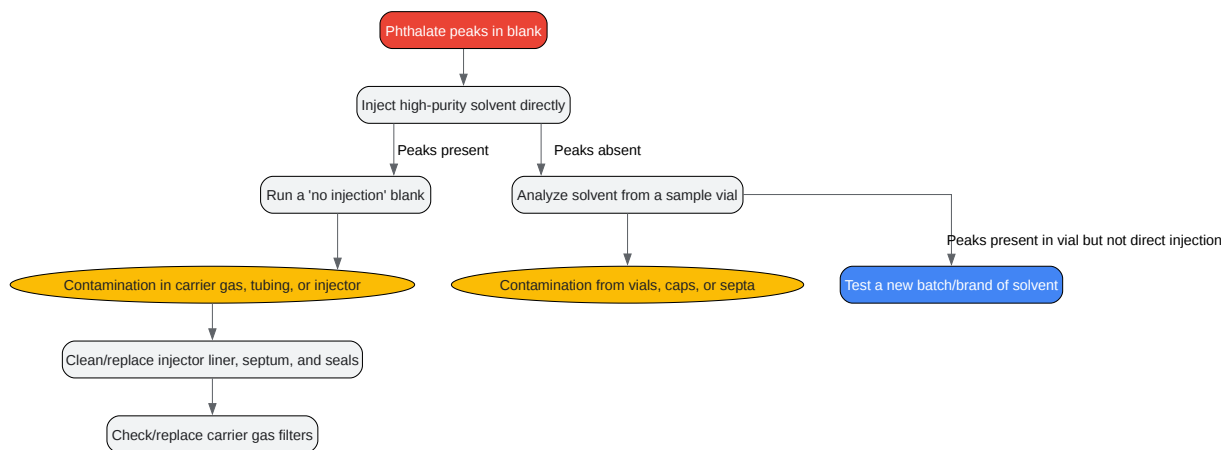 Phthalate peaks in blank
Inject high-purity solvent directly
Peaks present
Peaks absent
Run a 'no injection' blank
Analyze solvent from a sample vial
Peaks present in vial but not direct injection
Contamination in carrier gas, tubing, or injector
Contamination from vials, caps, or septa
Test a new batch/brand of solvent
Clean/replace injector liner, septum, and seals
Check/replace carrier gas filters